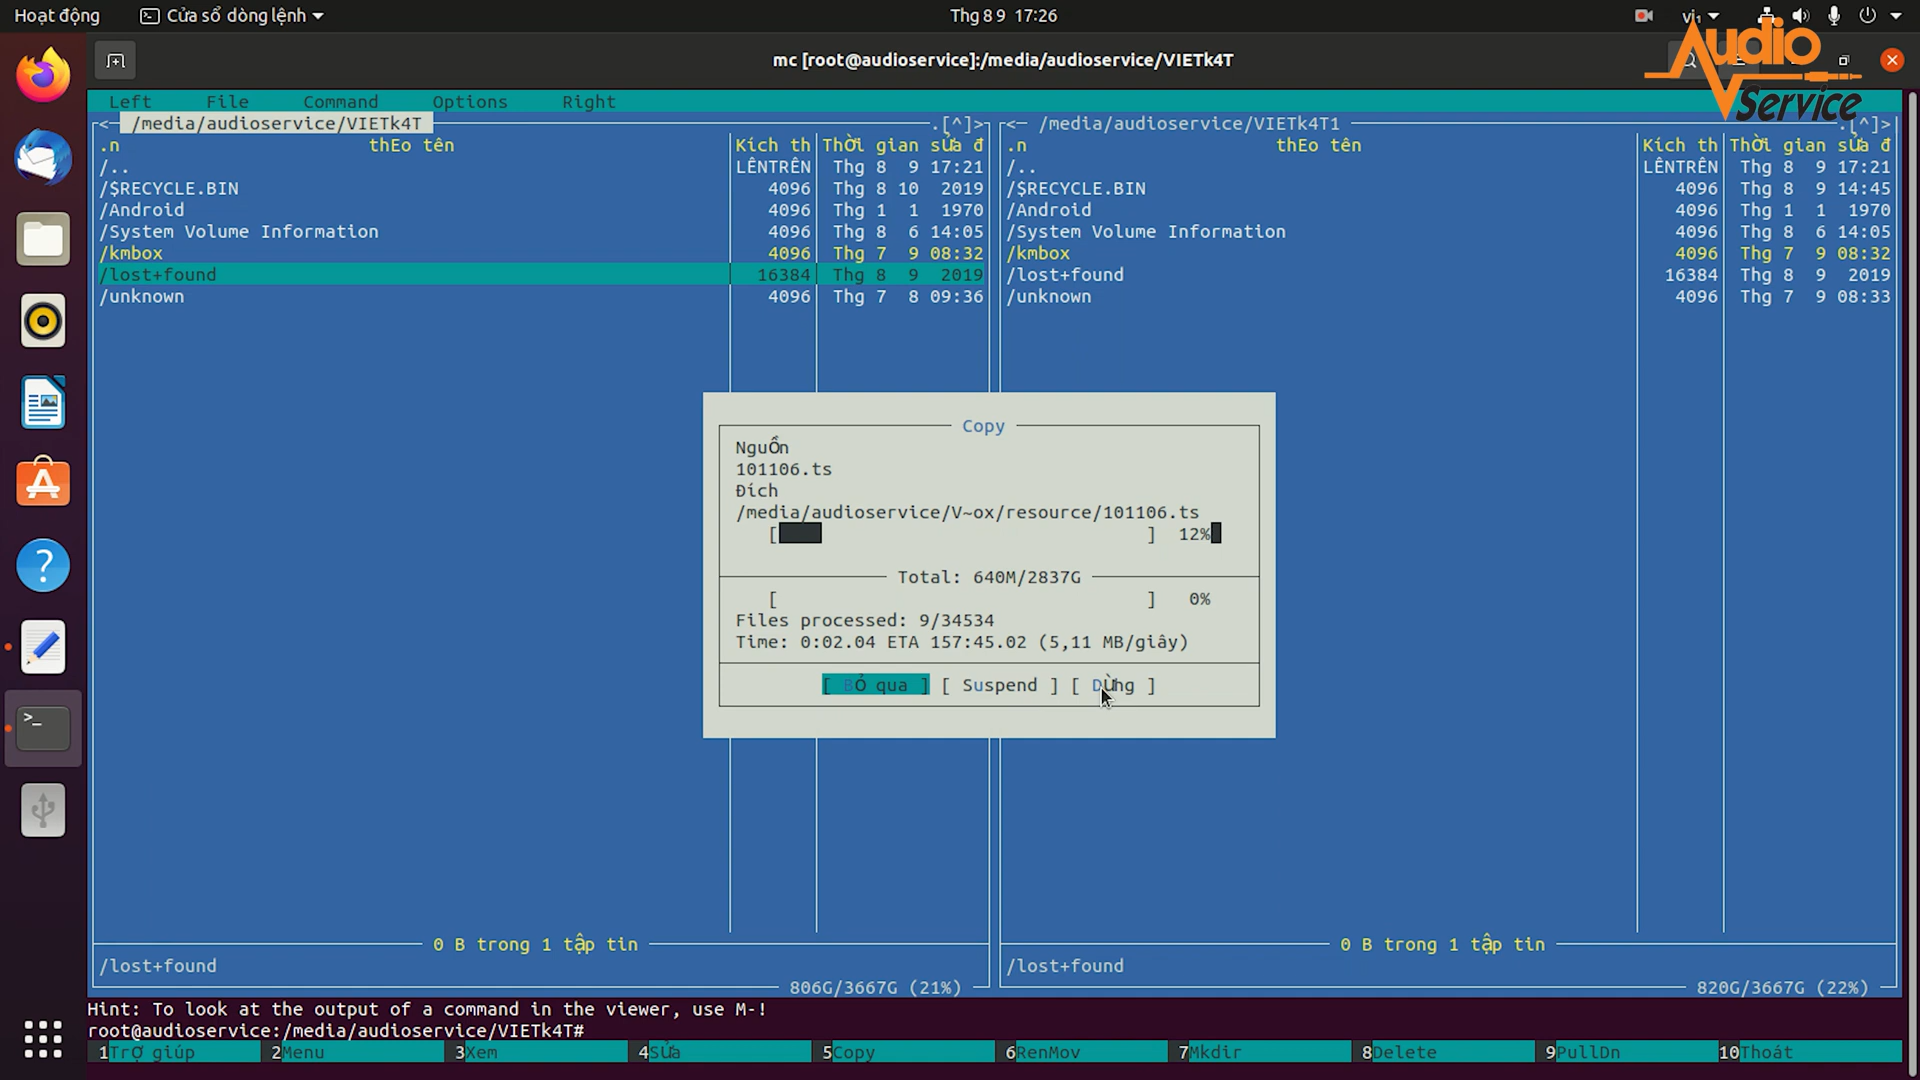 Hoạt động
Cửa sổ dòng lệnh
Thg 8 9 17:26
vi₁
mc [root@audioservice]:/media/audioservice/VIETk4T
Audio
Service
Left File Command Options Right
<─ /media/audioservice/VIETk4T .[^]>
.n thEo tên Kích th Thời gian sửa đ
/.. LÊNTRÊN Thg 8 9 17:21
/$RECYCLE.BIN 4096 Thg 8 10 2019
/Android 4096 Thg 1 1 1970
/System Volume Information 4096 Thg 8 6 14:05
/kmbox 4096 Thg 7 9 08:32
/lost+found 16384 Thg 8 9 2019
/unknown 4096 Thg 7 8 09:36
<─ /media/audioservice/VIETk4T1 .[^]>
.n thEo tên Kích th Thời gian sửa đ
/.. LÊNTRÊN Thg 8 9 17:21
/$RECYCLE.BIN 4096 Thg 8 9 14:45
/Android 4096 Thg 1 1 1970
/System Volume Information 4096 Thg 8 6 14:05
/kmbox 4096 Thg 7 9 08:32
/lost+found 16384 Thg 8 9 2019
/unknown 4096 Thg 7 9 08:33
Copy
Nguồn
101106.ts
Đích
/media/audioservice/V~ox/resource/101106.ts
[ ] 12%
Total: 640M/2837G
[ ] 0%
Files processed: 9/34534
Time: 0:02.04 ETA 157:45.02 (5,11 MB/giây)
[ Bỏ qua ] [ Suspend ] [ Dừng ]
0 B trong 1 tập tin
/lost+found
806G/3667G (21%)
0 B trong 1 tập tin
/lost+found
820G/3667G (22%)
Hint: To look at the output of a command in the viewer, use M-!
root@audioservice:/media/audioservice/VIETk4T#
1Trợ giúp 2Menu 3Xem 4Sửa 5Copy 6RenMov 7Mkdir 8Delete 9PullDn 10Thoát